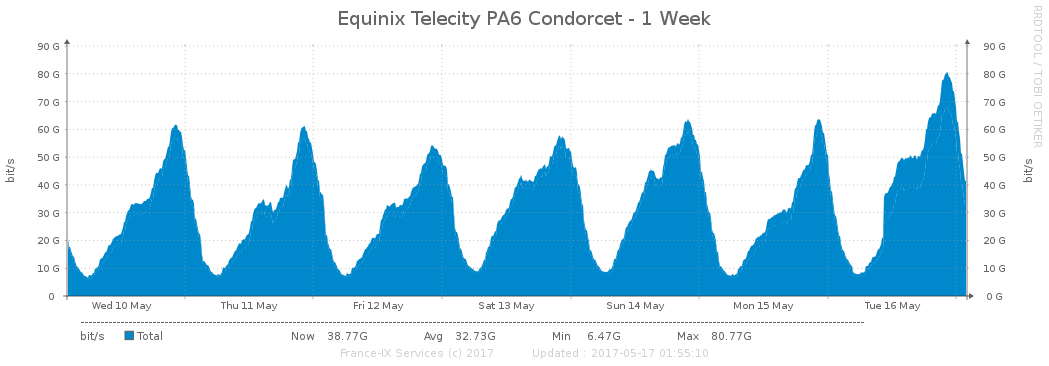 Equinix Telecity PA6 Condorcet - 1 Week
RRDTOOL / TOBI OETIKER
bit/s
90 G
80 G
70 G
60 G
50 G
40 G
30 G
20 G
10 G
0
90 G
80 G
70 G
60 G
50 G
40 G
30 G
20 G
10 G
0 G
bit/s
Wed 10 May Thu 11 May Fri 12 May Sat 13 May Sun 14 May Mon 15 May Tue 16 May
bit/s Total Now 38.77G Avg 32.73G Min 6.47G Max 80.77G
France-IX Services (c) 2017 Updated : 2017-05-17 01:55:10